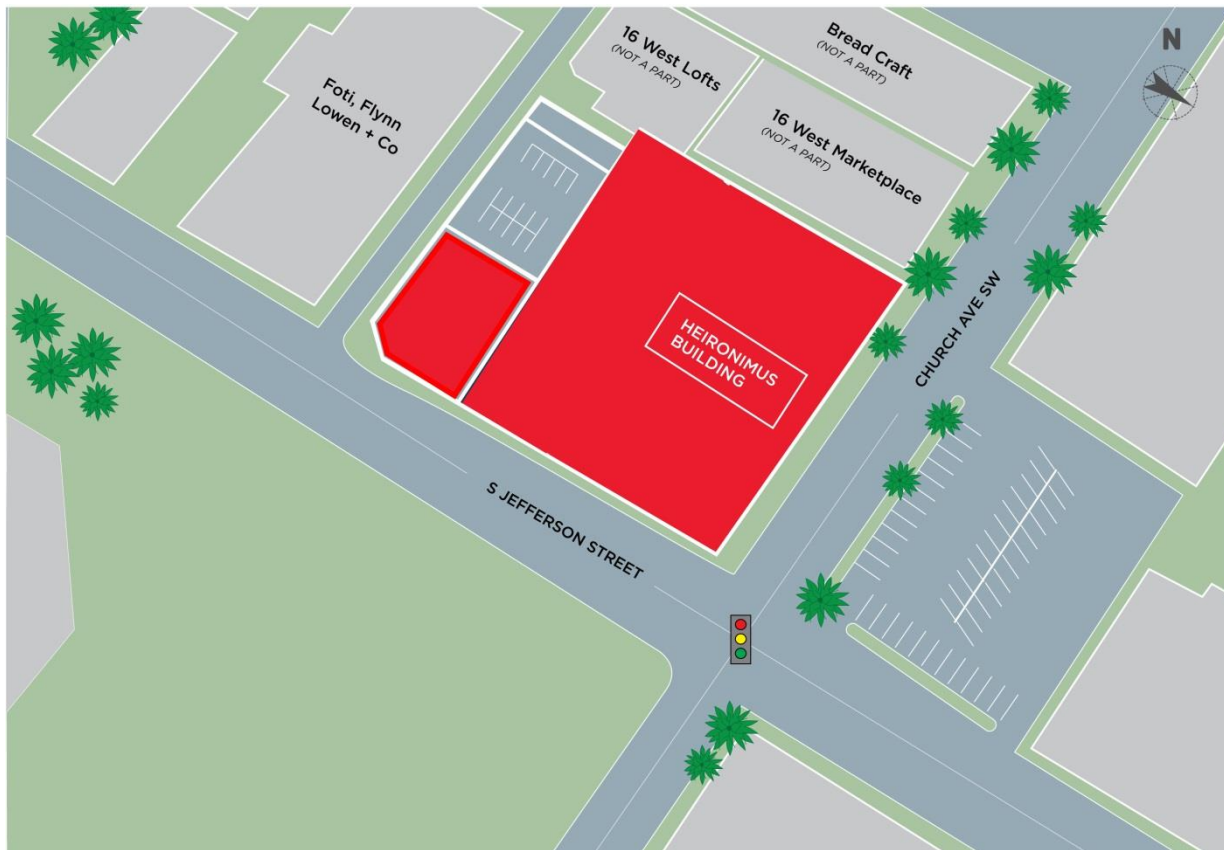 16 West Lofts
(NOT A PART)
Bread Craft
(NOT A PART)
N
Foti, Flynn
Lowen + Co
16 West Marketplace
(NOT A PART)
HEIRONIMUS
BUILDING
CHURCH AVE SW
S JEFFERSON STREET